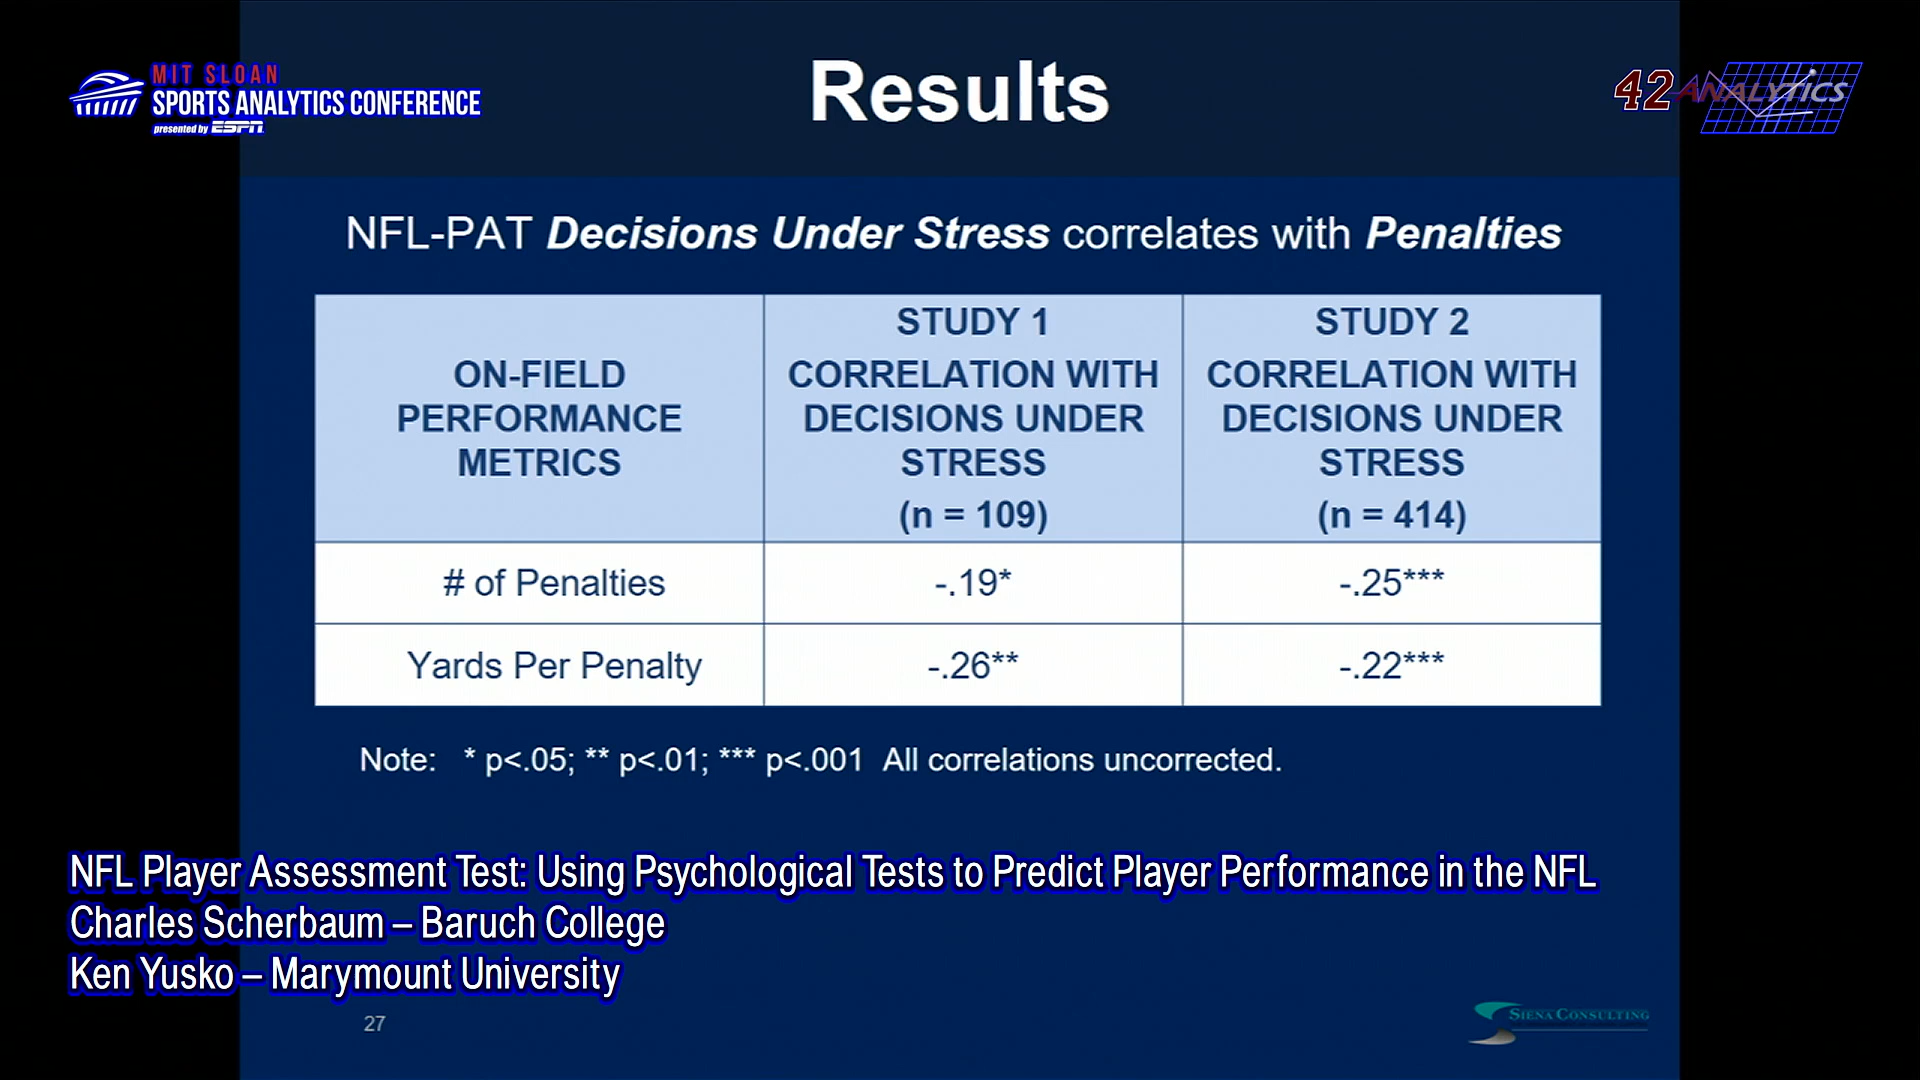 MIT SLOAN
SPORTS ANALYTICS CONFERENCE
presented by ESPN
Results
42 ANALYTICS
NFL-PAT Decisions Under Stress correlates with Penalties
ON-FIELD
PERFORMANCE
METRICS
STUDY 1
CORRELATION WITH
DECISIONS UNDER
STRESS
(n = 109)
STUDY 2
CORRELATION WITH
DECISIONS UNDER
STRESS
(n = 414)
# of Penalties -.19* -.25***
Yards Per Penalty -.26** -.22***
Note: * p<.05; ** p<.01; *** p<.001 All correlations uncorrected.
NFL Player Assessment Test: Using Psychological Tests to Predict Player Performance in the NFL
Charles Scherbaum – Baruch College
Ken Yusko – Marymount University
27
SIENA CONSULTING